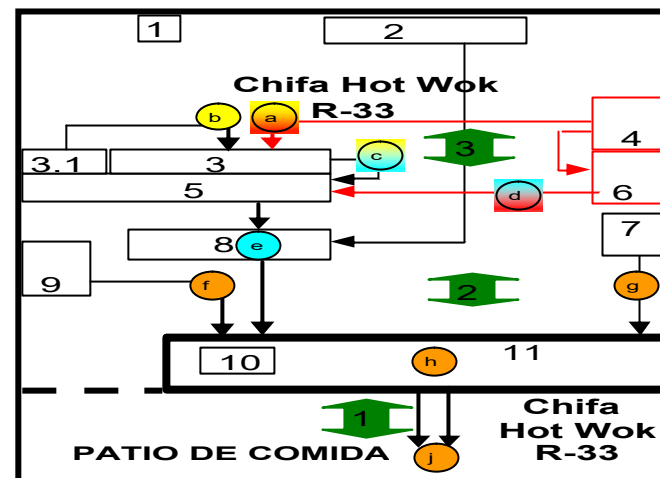 1
2
Chifa Hot Wok
R-33
b
a
4
3
3.1
3
c
5
d
6
7
8
e
9
f
2
g
10
h
11
1
Chifa
Hot Wok
R-33
PATIO DE COMIDA
j